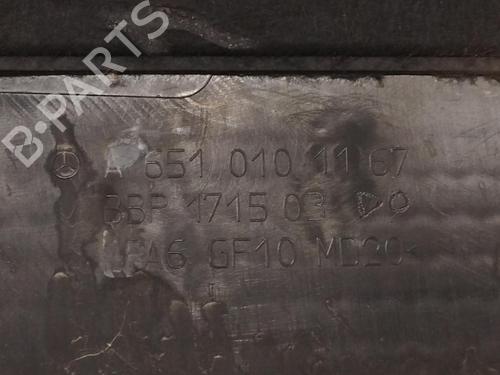 B-PARTS
A 651 010 11 67
BBP 1715 03
PA6 GF10 MD20